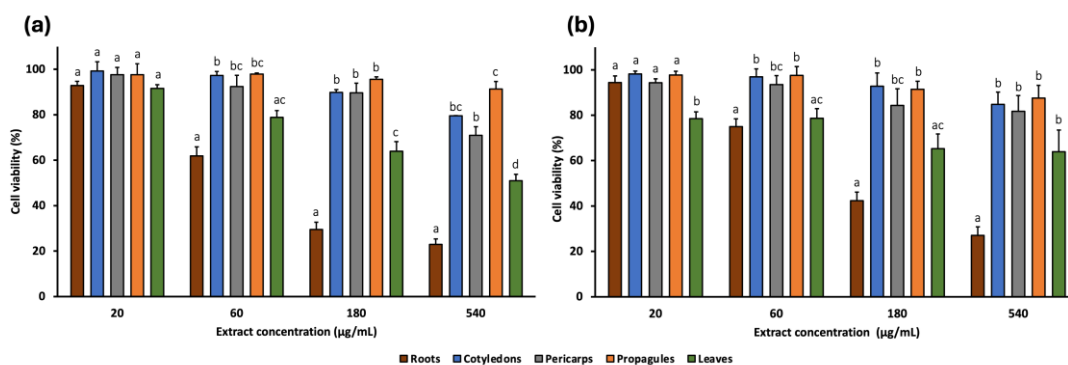 (a)
Cell viability (%)
100
80
60
40
20
0
a a a a a
a b bc bc ac
a b b b c
a bc b c d
20 60 180 540
Extract concentration (µg/mL)
(b)
Cell viability (%)
100
80
60
40
20
0
a a a a b
a b bc b ac
a b bc b ac
a b b b b
20 60 180 540
Extract concentration (µg/mL)
Roots Cotyledons Pericarps Propagules Leaves